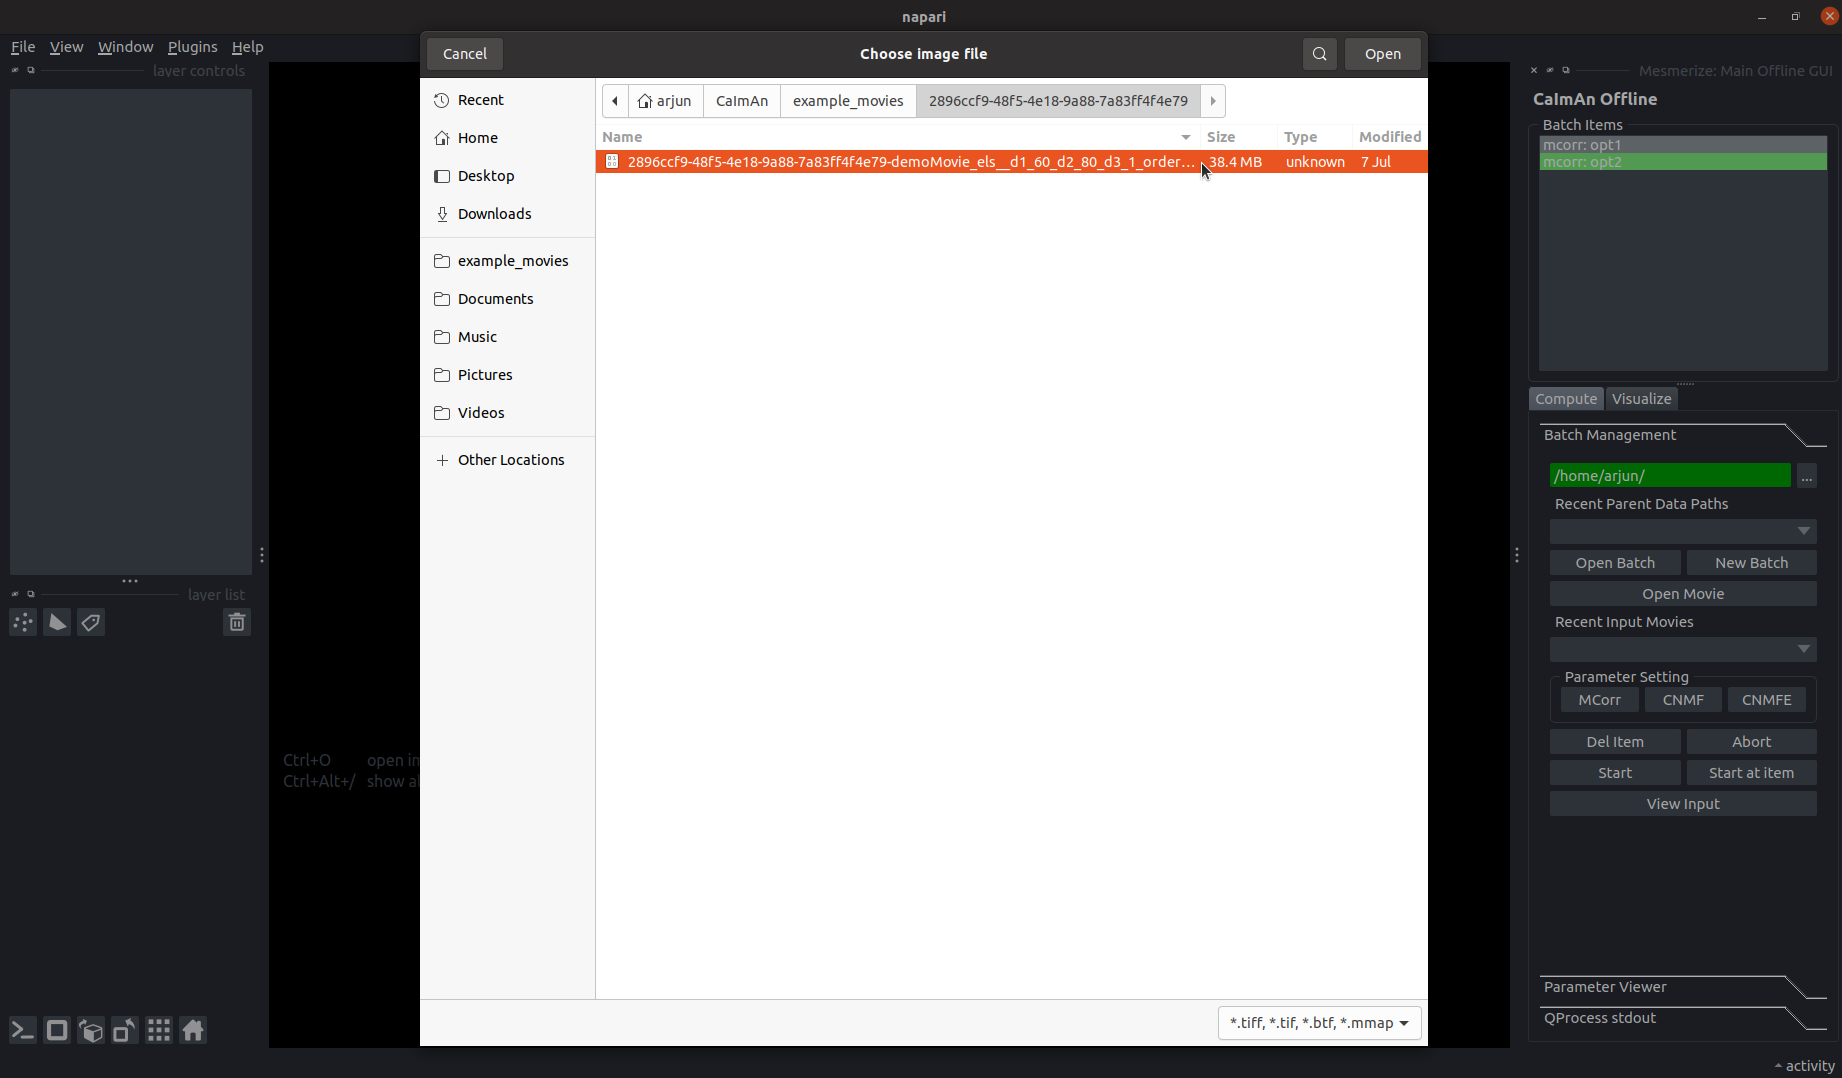 napari
File View Window Plugins Help
layer controls
Cancel
Choose image file
Open
Recent
Home
Desktop
Downloads
example_movies
Documents
Music
Pictures
Videos
Other Locations
arjun CaImAn example_movies 2896ccf9-48f5-4e18-9a88-7a83ff4f4e79
Name Size Type Modified
2896ccf9-48f5-4e18-9a88-7a83ff4f4e79-demoMovie_els__d1_60_d2_80_d3_1_order... 38.4 MB unknown 7 Jul
*.tiff, *.tif, *.btf, *.mmap
layer list
Ctrl+O open in
Ctrl+Alt+/ show al
Mesmerize: Main Offline GUI
CaImAn Offline
Batch Items
mcorr: opt1
mcorr: opt2
Compute Visualize
Batch Management
/home/arjun/ ...
Recent Parent Data Paths
Open Batch New Batch
Open Movie
Recent Input Movies
Parameter Setting
MCorr CNMF CNMFE
Del Item Abort
Start Start at item
View Input
Parameter Viewer
QProcess stdout
activity